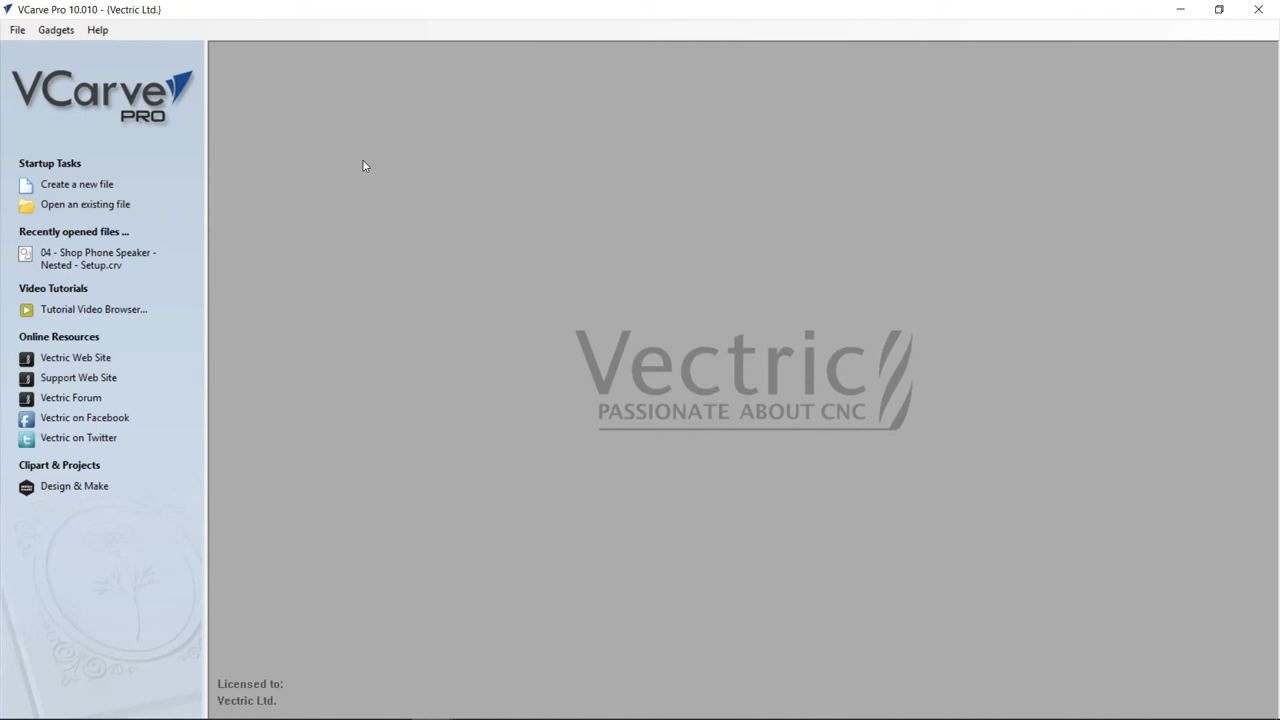 VCarve Pro 10.010 - {Vectric Ltd.}
File Gadgets Help
VCarve
PRO
Startup Tasks
Create a new file
Open an existing file
Recently opened files ...
04 - Shop Phone Speaker -
Nested - Setup.crv
Video Tutorials
Tutorial Video Browser...
Online Resources
Vectric Web Site
Support Web Site
Vectric Forum
Vectric on Facebook
Vectric on Twitter
Clipart & Projects
Design & Make
Vectric
PASSIONATE ABOUT CNC
Licensed to:
Vectric Ltd.